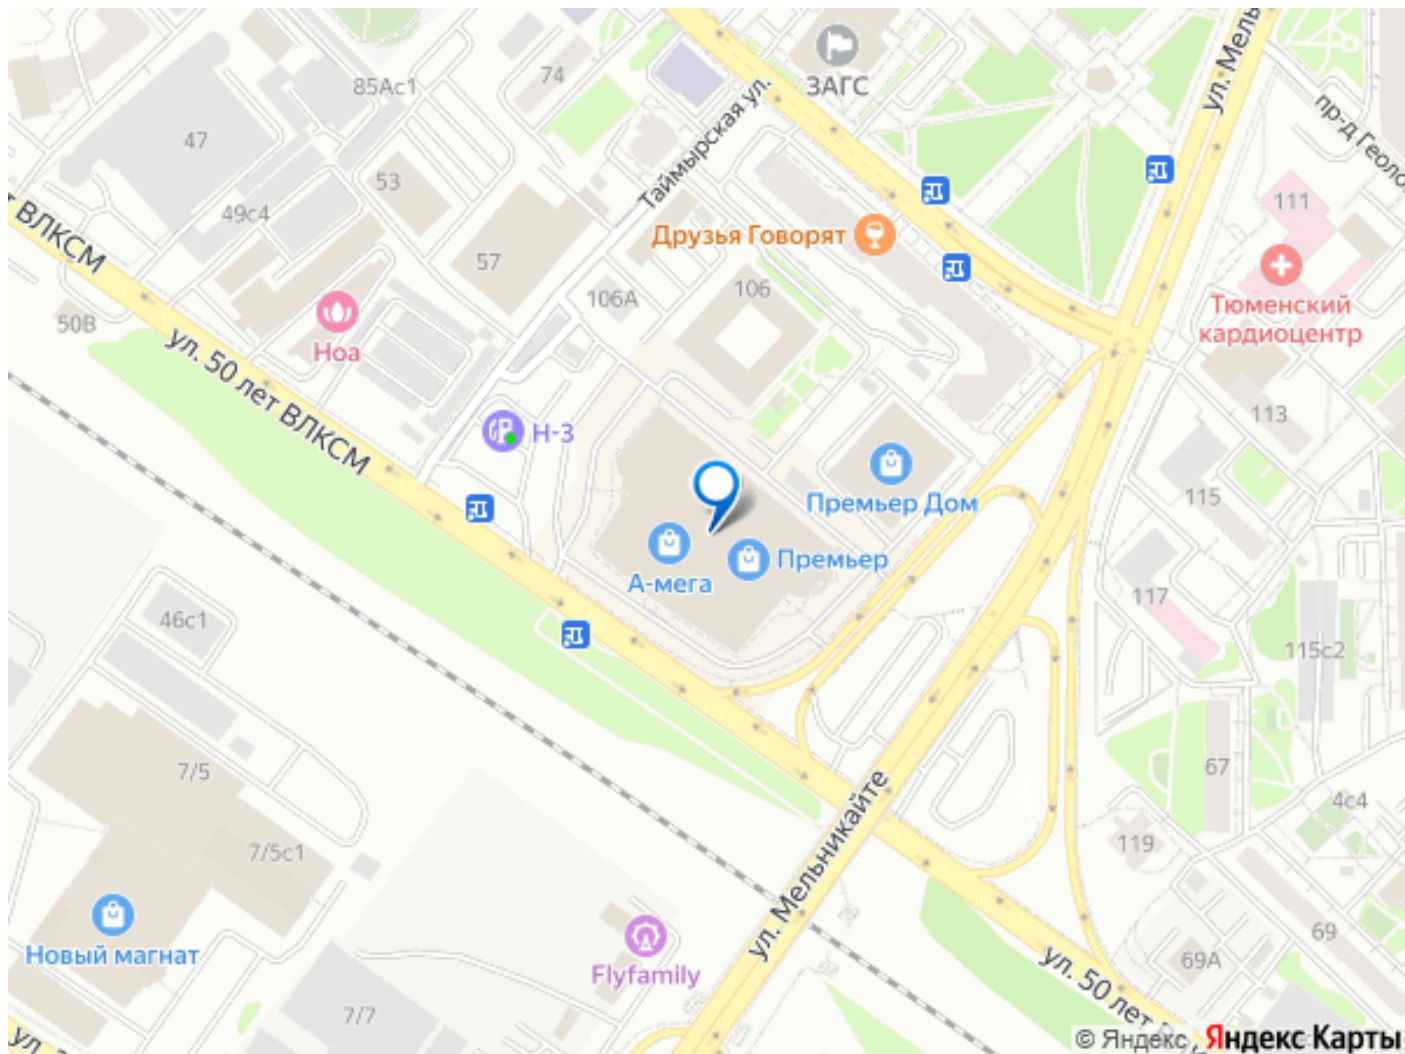 ул. Мель
ЗАГС
74
85Ас1
Таймырская ул.
пр-д Геоло
47
53
49с4
111
т ВЛКСМ
Друзья Говорят
57
106А
106
Тюменский
кардиоцентр
50В
Ноа
ул. 50 лет ВЛКСМ
113
Н-3
115
Премьер Дом
Премьер
А-мега
117
46с1
115с2
7/5
67
4с4
ул. Мельникайте
119
7/5с1
69
Новый магнат
Flyfamily
69А
ул. 50 лет
7/7
ул.
© Яндекс Яндекс Карты